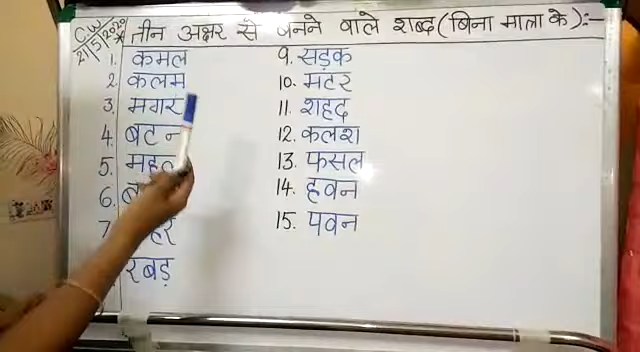 C.W
21/5/2020
तीन अक्षर से बनने वाले शब्द (बिना मात्रा के):-
1. कमल
2. कलम
3. मगर
4. बटन
5. महल
6.
7.
रबड़
9. सड़क
10. मटर
11. शहद
12. कलश
13. फसल
14. हवन
15. पवन